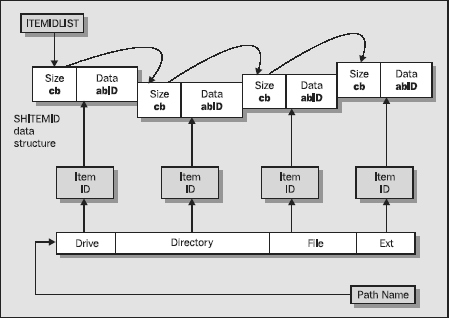 ITEMIDLIST
Size
cb
Data
abID
Size
cb
Data
abID
Size
cb
Data
abID
Size
cb
Data
abID
SHITEMID
data
structure
Item
ID
Item
ID
Item
ID
Item
ID
Drive
Directory
File
Ext
Path Name